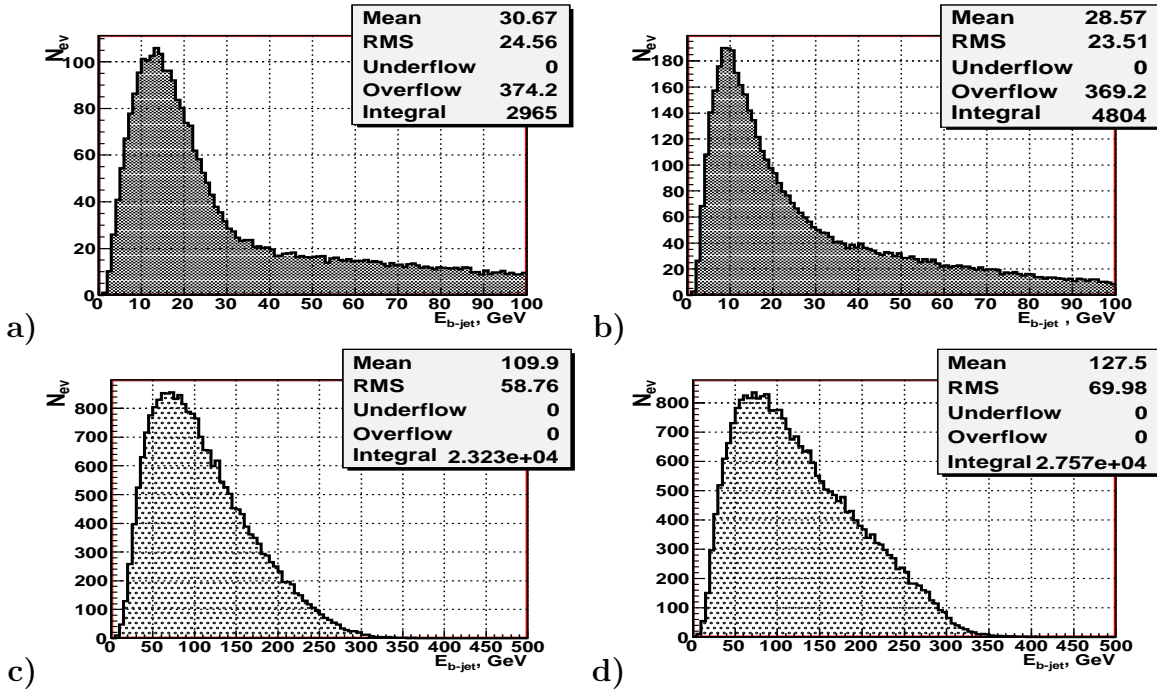 Mean 30.67
RMS 24.56
Underflow 0
Overflow 374.2
Integral 2965
N_ev
100
80
60
40
20
0
0 10 20 30 40 50 60 70 80 90 100
E_b-jet, GeV
a)
Mean 28.57
RMS 23.51
Underflow 0
Overflow 369.2
Integral 4804
N_ev
180
160
140
120
100
80
60
40
20
0
0 10 20 30 40 50 60 70 80 90 100
E_b-jet , GeV
b)
Mean 109.9
RMS 58.76
Underflow 0
Overflow 0
Integral 2.323e+04
N_ev
800
700
600
500
400
300
200
100
0
0 50 100 150 200 250 300 350 400 450 500
E_b-jet, GeV
c)
Mean 127.5
RMS 69.98
Underflow 0
Overflow 0
Integral 2.757e+04
N_ev
800
700
600
500
400
300
200
100
0
0 50 100 150 200 250 300 350 400 450 500
E_b-jet, GeV
d)